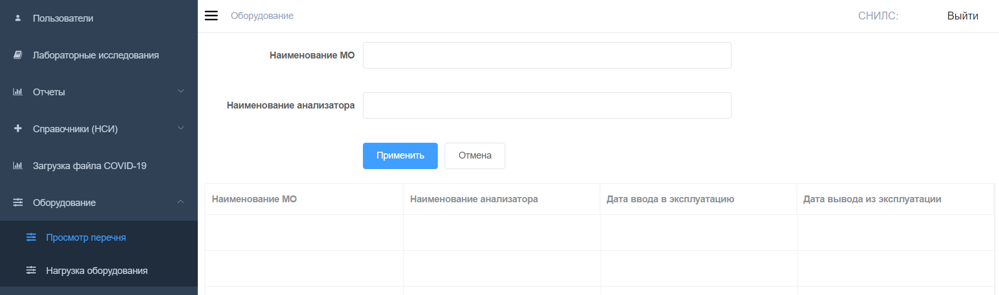 Пользователи
Лабораторные исследования
Отчеты
Справочники (НСИ)
Загрузка файла COVID-19
Оборудование
Просмотр перечня
Нагрузка оборудования
Оборудование
СНИЛС:
Выйти
Наименование МО
Наименование анализатора
Применить
Отмена
Наименование МО
Наименование анализатора
Дата ввода в эксплуатацию
Дата вывода из эксплуатации